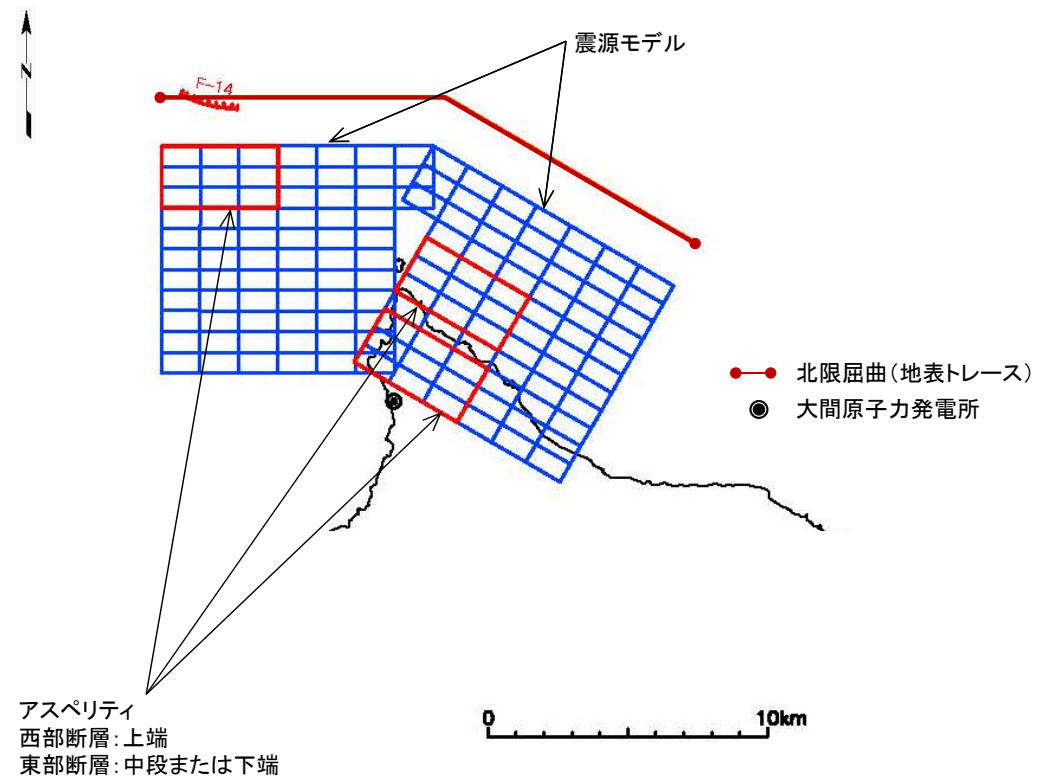 N
震源モデル
F-14
北限屈曲(地表トレース)
大間原子力発電所
アスペリティ
西部断層:上端
東部断層:中段または下端
0 10km